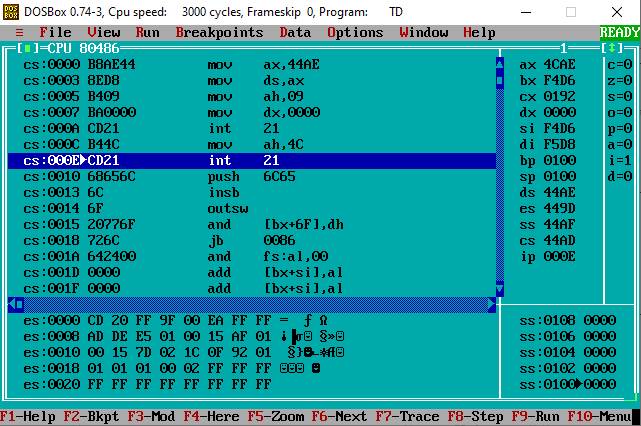 DOSBox 0.74-3, Cpu speed: 3000 cycles, Frameskip 0, Program: TD
≡ File View Run Breakpoints Data Options Window Help READY
[■]=CPU 80486 1 [↕]
cs:0000 B8AE44 mov ax,44AE ax 4CAE c=0
cs:0003 8ED8 mov ds,ax bx F4D6 z=0
cs:0005 B409 mov ah,09 cx 0192 s=0
cs:0007 BA0000 mov dx,0000 dx 0000 o=0
cs:000A CD21 int 21 si F4D6 p=0
cs:000C B44C mov ah,4C di F5D8 a=0
cs:000E►CD21 int 21 bp 0100 i=1
cs:0010 68656C push 6C65 sp 0100 d=0
cs:0013 6C insb ds 44AE
cs:0014 6F outsw es 449D
cs:0015 20776F and [bx+6F],dh ss 44AF
cs:0018 726C jb 0086 cs 44AD
cs:001A 642400 and fs:al,00 ip 000E
cs:001D 0000 add [bx+si],al
cs:001F 0000 add [bx+si],al
es:0000 CD 20 FF 9F 00 EA FF FF = ƒ Ω ss:0108 0000
es:0008 AD DE E5 01 00 15 AF 01 ¡▐σ☺ §»☺ ss:0106 0000
es:0010 00 15 7D 02 1C 0F 92 01 §}☻∟☼Æ☺ ss:0104 0000
es:0018 01 01 01 00 02 FF FF FF ☺☺☺ ☻ ss:0102 0000
es:0020 FF FF FF FF FF FF FF FF ss:0100►0000
F1-Help F2-Bkpt F3-Mod F4-Here F5-Zoom F6-Next F7-Trace F8-Step F9-Run F10-Menu